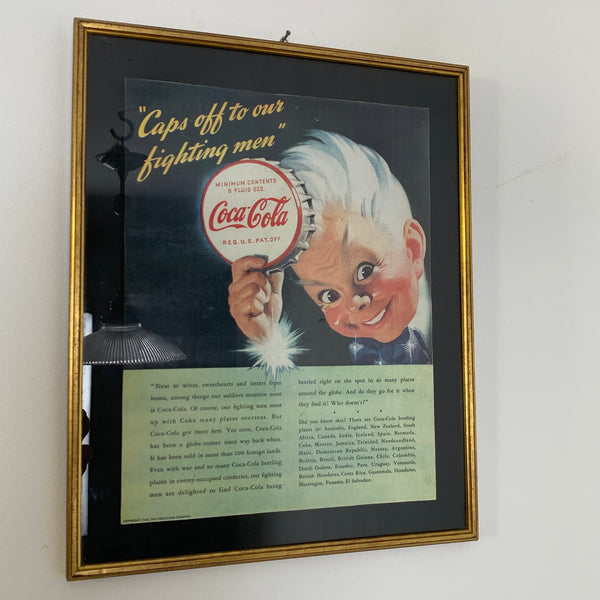 "Caps off to our
fighting men"
MINIMUM CONTENTS
6 FLUID OZS.
Coca-Cola
REG. U.S. PAT. OFF.
"Next to wives, sweethearts and letters from
home, among things our soldiers mention most
is Coca-Cola. Of course, our fighting men meet
up with Coke many places overseas. But
Coca-Cola got there first. Yes siree, Coca-Cola
has been a globe-trotter since way back when.
It has been sold in more than 100 foreign lands.
Even with war and so many Coca-Cola bottling
plants in enemy-occupied countries, our fighting
men are delighted to find Coca-Cola being
bottled right on the spot in so many places
around the globe. And do they go for it when
they find it! Who doesn't?"
Did you know this? There are Coca-Cola bottling
plants in: Australia, England, New Zealand, South
Africa, Canada, India, Iceland, Spain, Bermuda,
Cuba, Mexico, Jamaica, Trinidad, Newfoundland,
Haiti, Dominican Republic, Nassau, Argentina,
Bolivia, Brazil, British Guiana, Chile, Colombia,
Dutch Guiana, Ecuador, Peru, Uruguay, Venezuela,
British Honduras, Costa Rica, Guatemala, Honduras,
Nicaragua, Panama, El Salvador.
THE COCA-COLA COMPANY